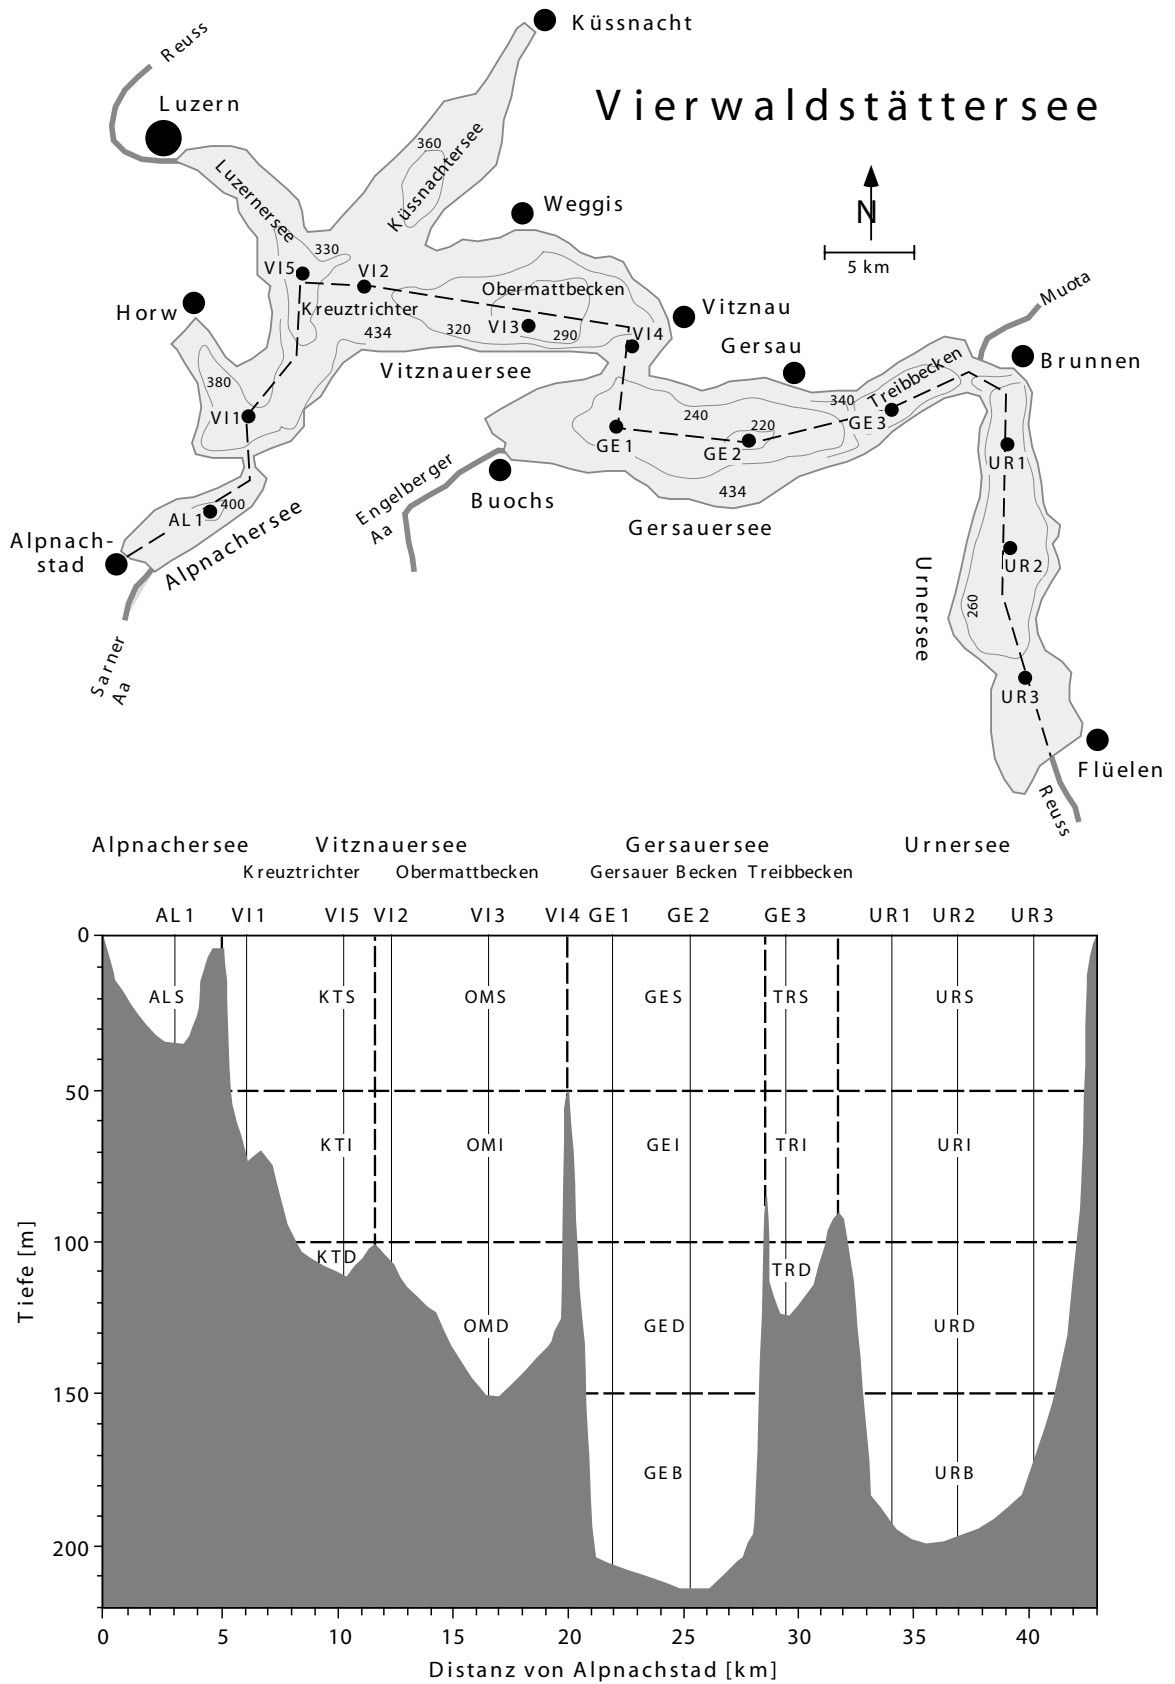 Küssnacht
Reuss
Luzern
Vierwaldstättersee
360
Küssnachtersee
Luzernersee
Weggis
N
5 km
330
VI5
VI2
Horw
Kreuztrichter
Obermattbecken
434
320
VI3
290
VI4
Vitznau
Muota
Gersau
Brunnen
Vitznauersee
380
VI1
340
Treibbecken
240
220
GE3
GE1
GE2
UR1
434
Buochs
Engelberger
Aa
Gersauersee
400
AL1
Alpnachersee
Alpnach-
stad
UR2
260
Urnersee
Sarner
Aa
UR3
Flüelen
Reuss
Alpnachersee Vitznauersee Gersauersee Urnersee
Kreuztrichter Obermattbecken Gersauer Becken Treibbecken
AL1 VI1 VI5 VI2 VI3 VI4 GE1 GE2 GE3 UR1 UR2 UR3
0
ALS KTS OMS GES TRS URS
50
KTI OMI GEI TRI URI
100
KTD
TRD
OMD GED URD
150
GEB URB
200
Tiefe [m]
0 5 10 15 20 25 30 35 40
Distanz von Alpnachstad [km]